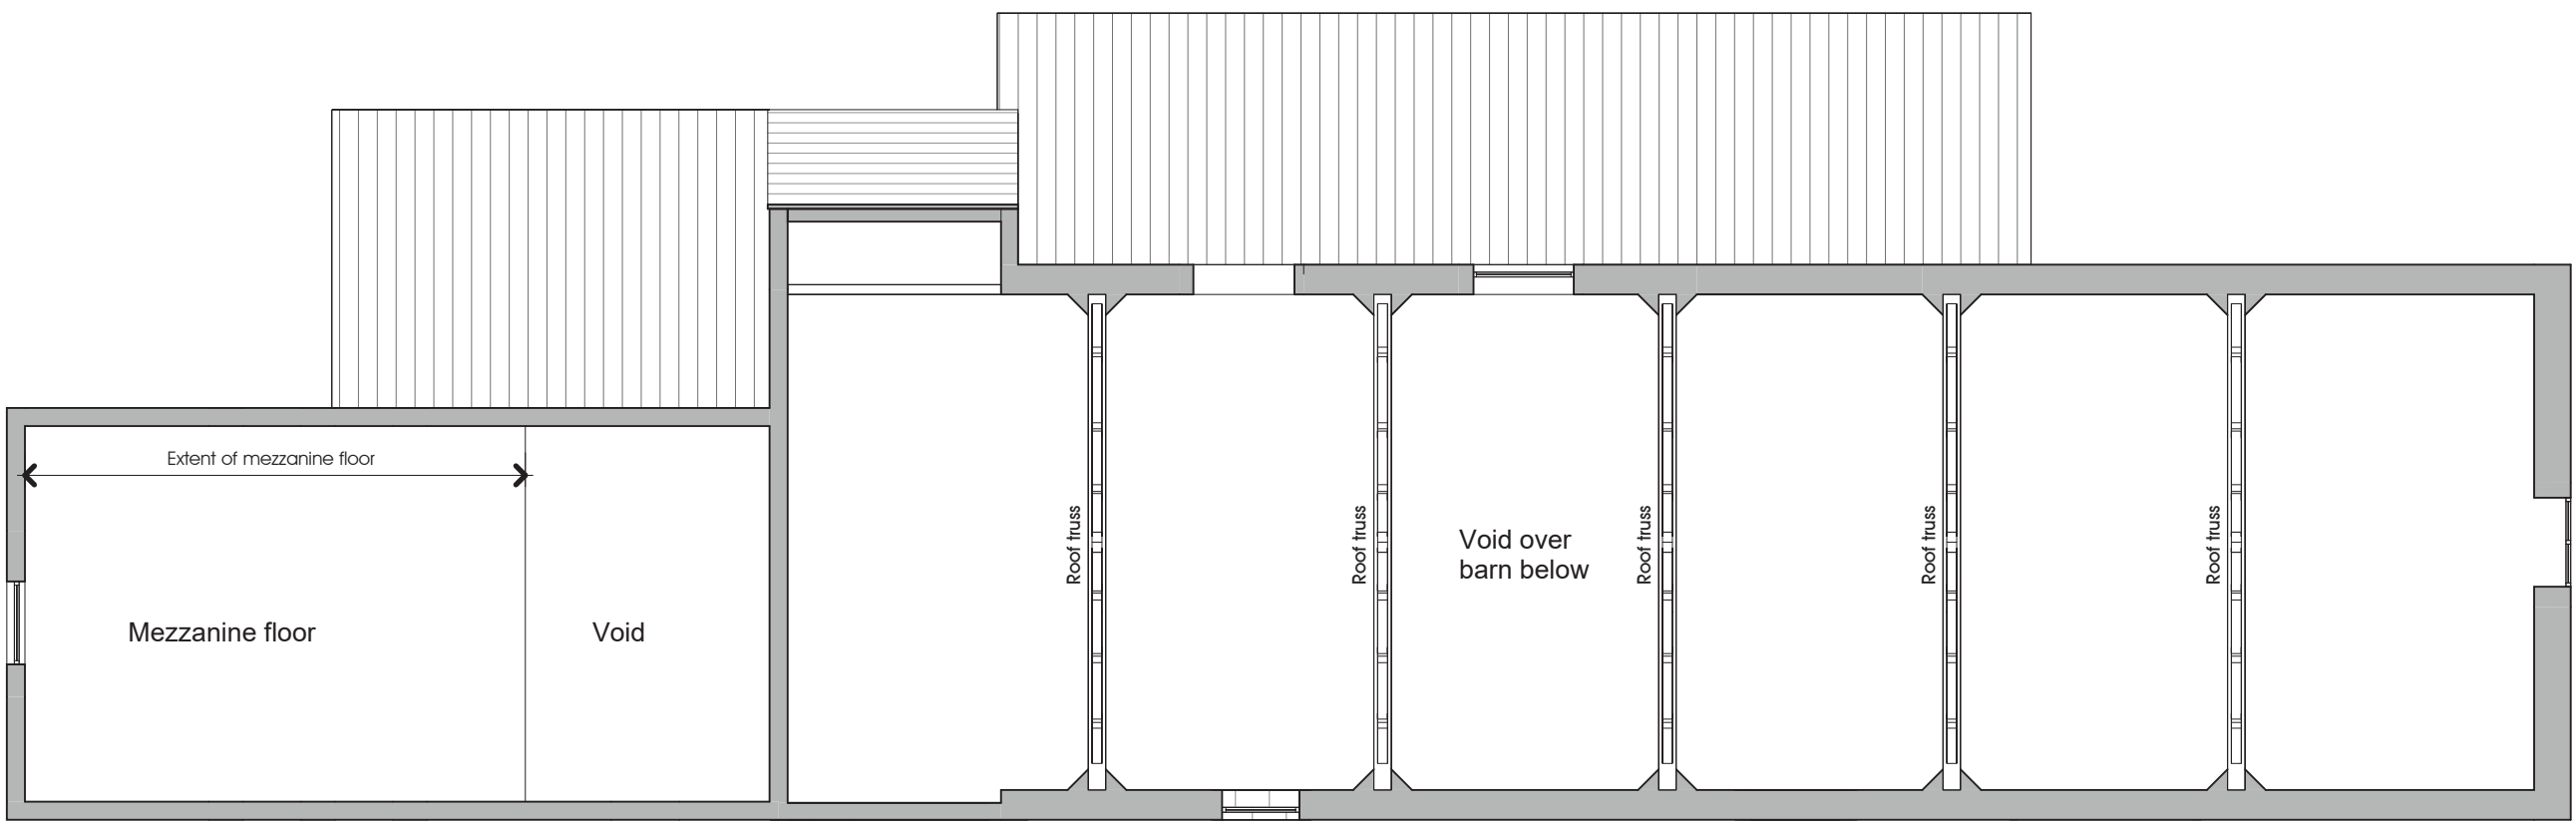 Extent of mezzanine floor
Mezzanine floor
Void
Roof truss
Roof truss
Void over
barn below
Roof truss
Roof truss
Roof truss